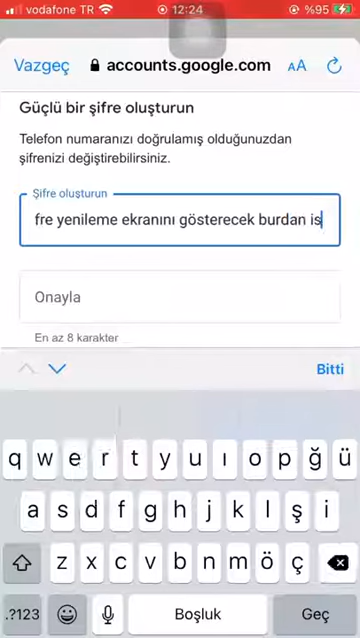 vodafone TR 12:24 %95
Vazgeç accounts.google.com AA
Güçlü bir şifre oluşturun
Telefon numaranızı doğrulamış olduğunuzdan
şifrenizi değiştirebilirsiniz.
Şifre oluşturun
fre yenileme ekranını gösterecek burdan is
Onayla
En az 8 karakter
Bitti
q w e r t y u ı o p ğ ü
a s d f g h j k l ş i
z x c v b n m ö ç
.?123 Boşluk Geç